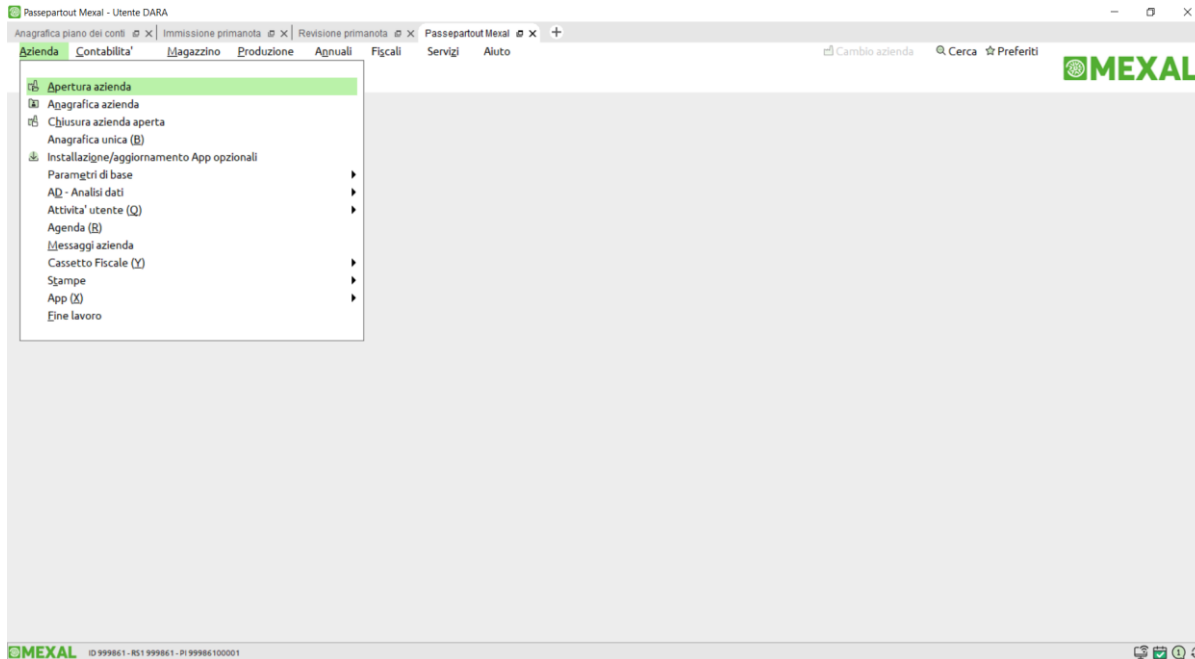 Passepartout Mexal - Utente DARA
Anagrafica piano dei conti Immissione primanota Revisione primanota Passepartout Mexal
Azienda Contabilita' Magazzino Produzione Annuali Fiscali Servizi Aiuto Cambio azienda Cerca Preferiti
MEXAL
Apertura azienda
Anagrafica azienda
Chiusura azienda aperta
Anagrafica unica (B)
Installazione/aggiornamento App opzionali
Parametri di base
AD - Analisi dati
Attivita' utente (Q)
Agenda (R)
Messaggi azienda
Cassetto Fiscale (Y)
Stampe
App (X)
Fine lavoro
MEXAL ID 999861 - RS1 999861 - PI 99986100001 1